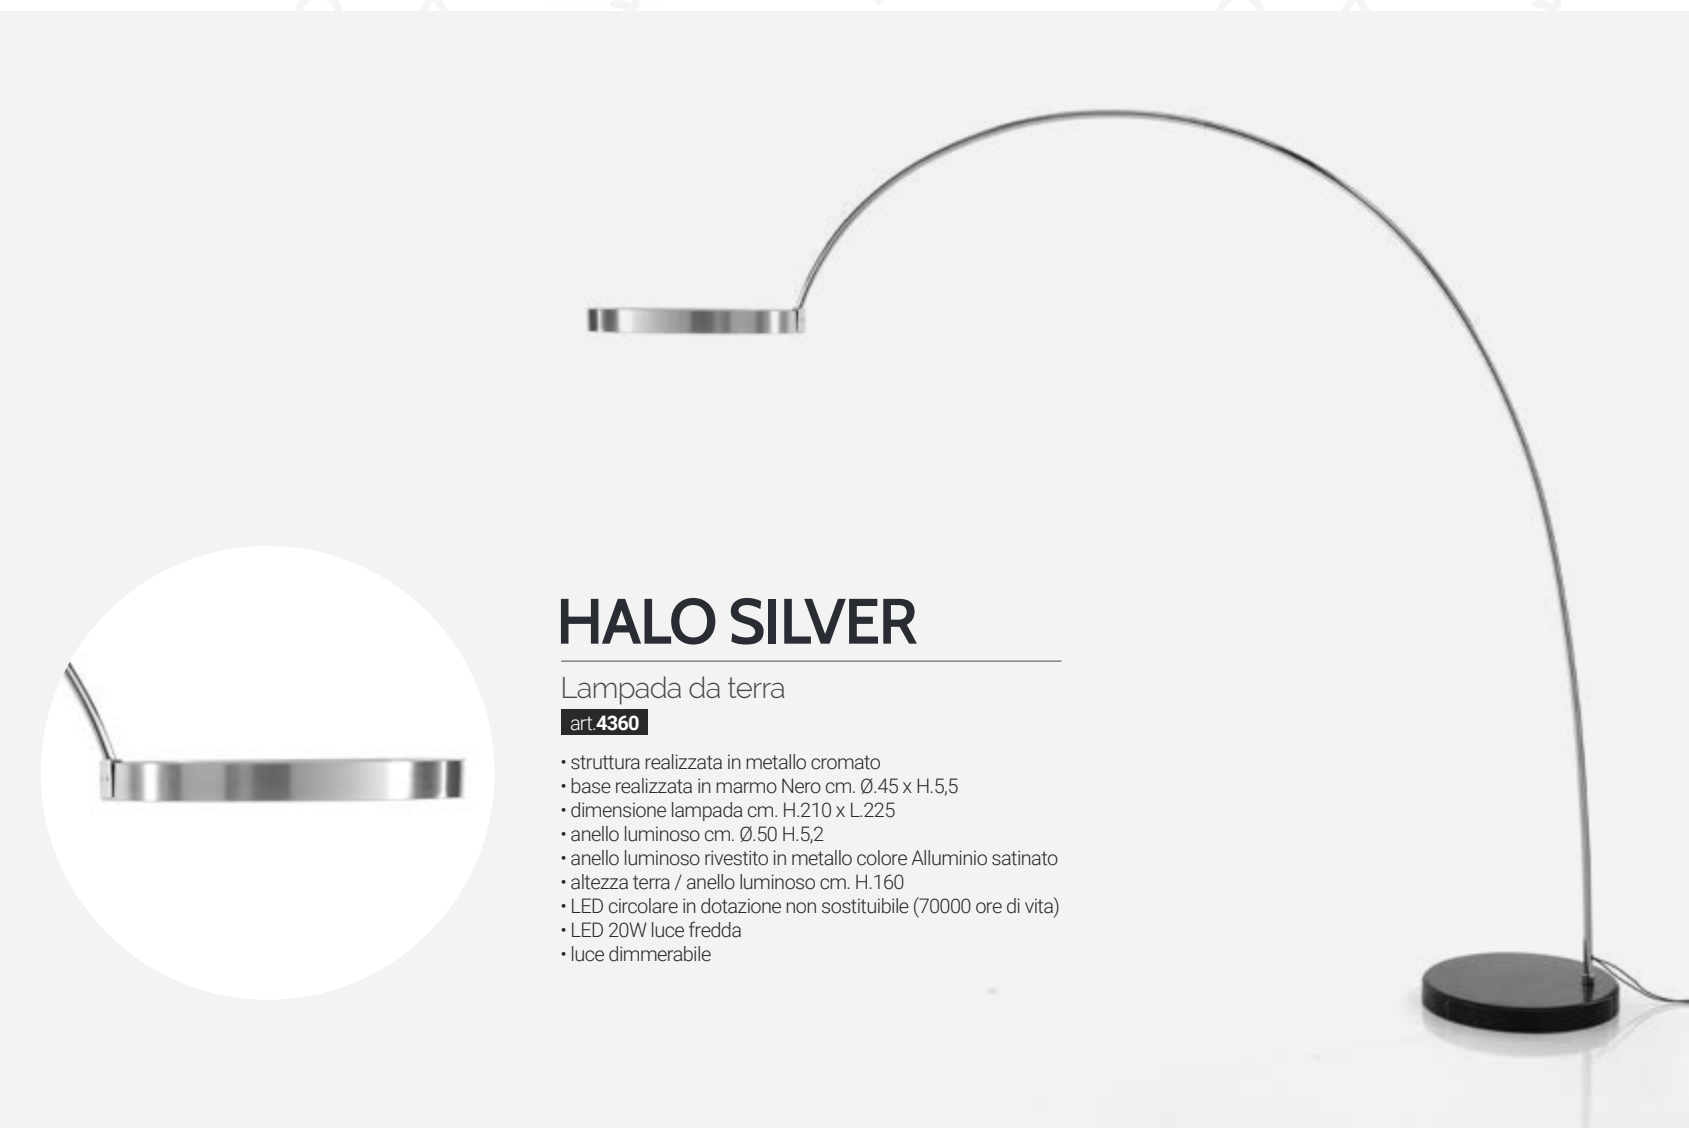 HALO SILVER
Lampada da terra
art.4360
• struttura realizzata in metallo cromato
• base realizzata in marmo Nero cm. Ø.45 x H.5,5
• dimensione lampada cm. H.210 x L.225
• anello luminoso cm. Ø.50 H.5,2
• anello luminoso rivestito in metallo colore Alluminio satinato
• altezza terra / anello luminoso cm. H.160
• LED circolare in dotazione non sostituibile (70000 ore di vita)
• LED 20W luce fredda
• luce dimmerabile